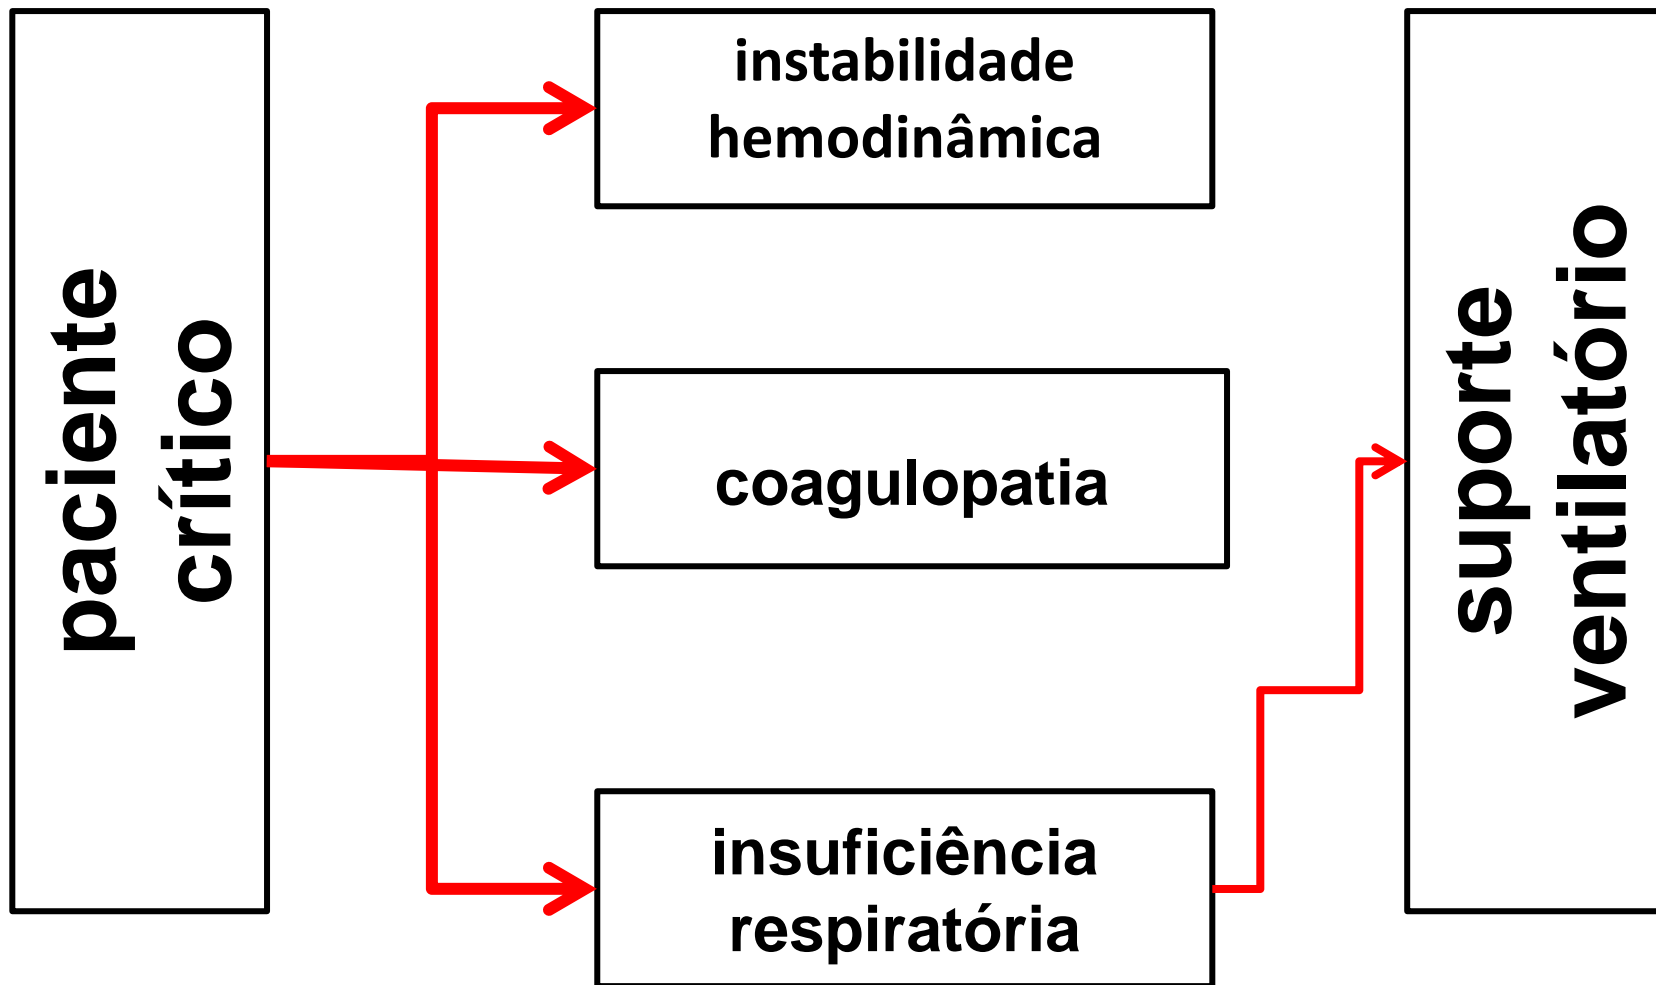 paciente
crítico
instabilidade
hemodinâmica
coagulopatia
insuficiência
respiratória
suporte
ventilatório